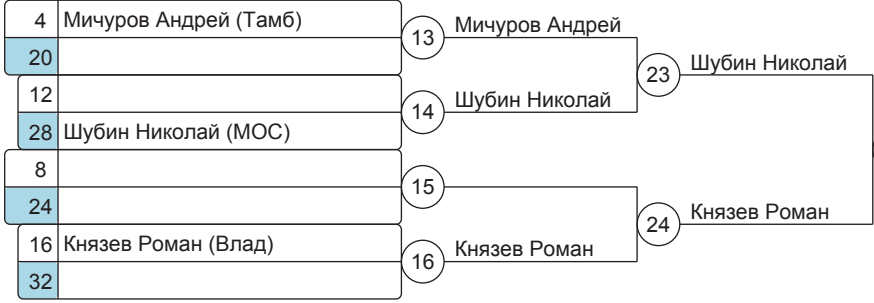 4 Мичуров Андрей (Тамб)
20
12
28 Шубин Николай (МОС)
8
24
16 Князев Роман (Влад)
32
13 Мичуров Андрей
14 Шубин Николай
15
16 Князев Роман
23 Шубин Николай
24 Князев Роман